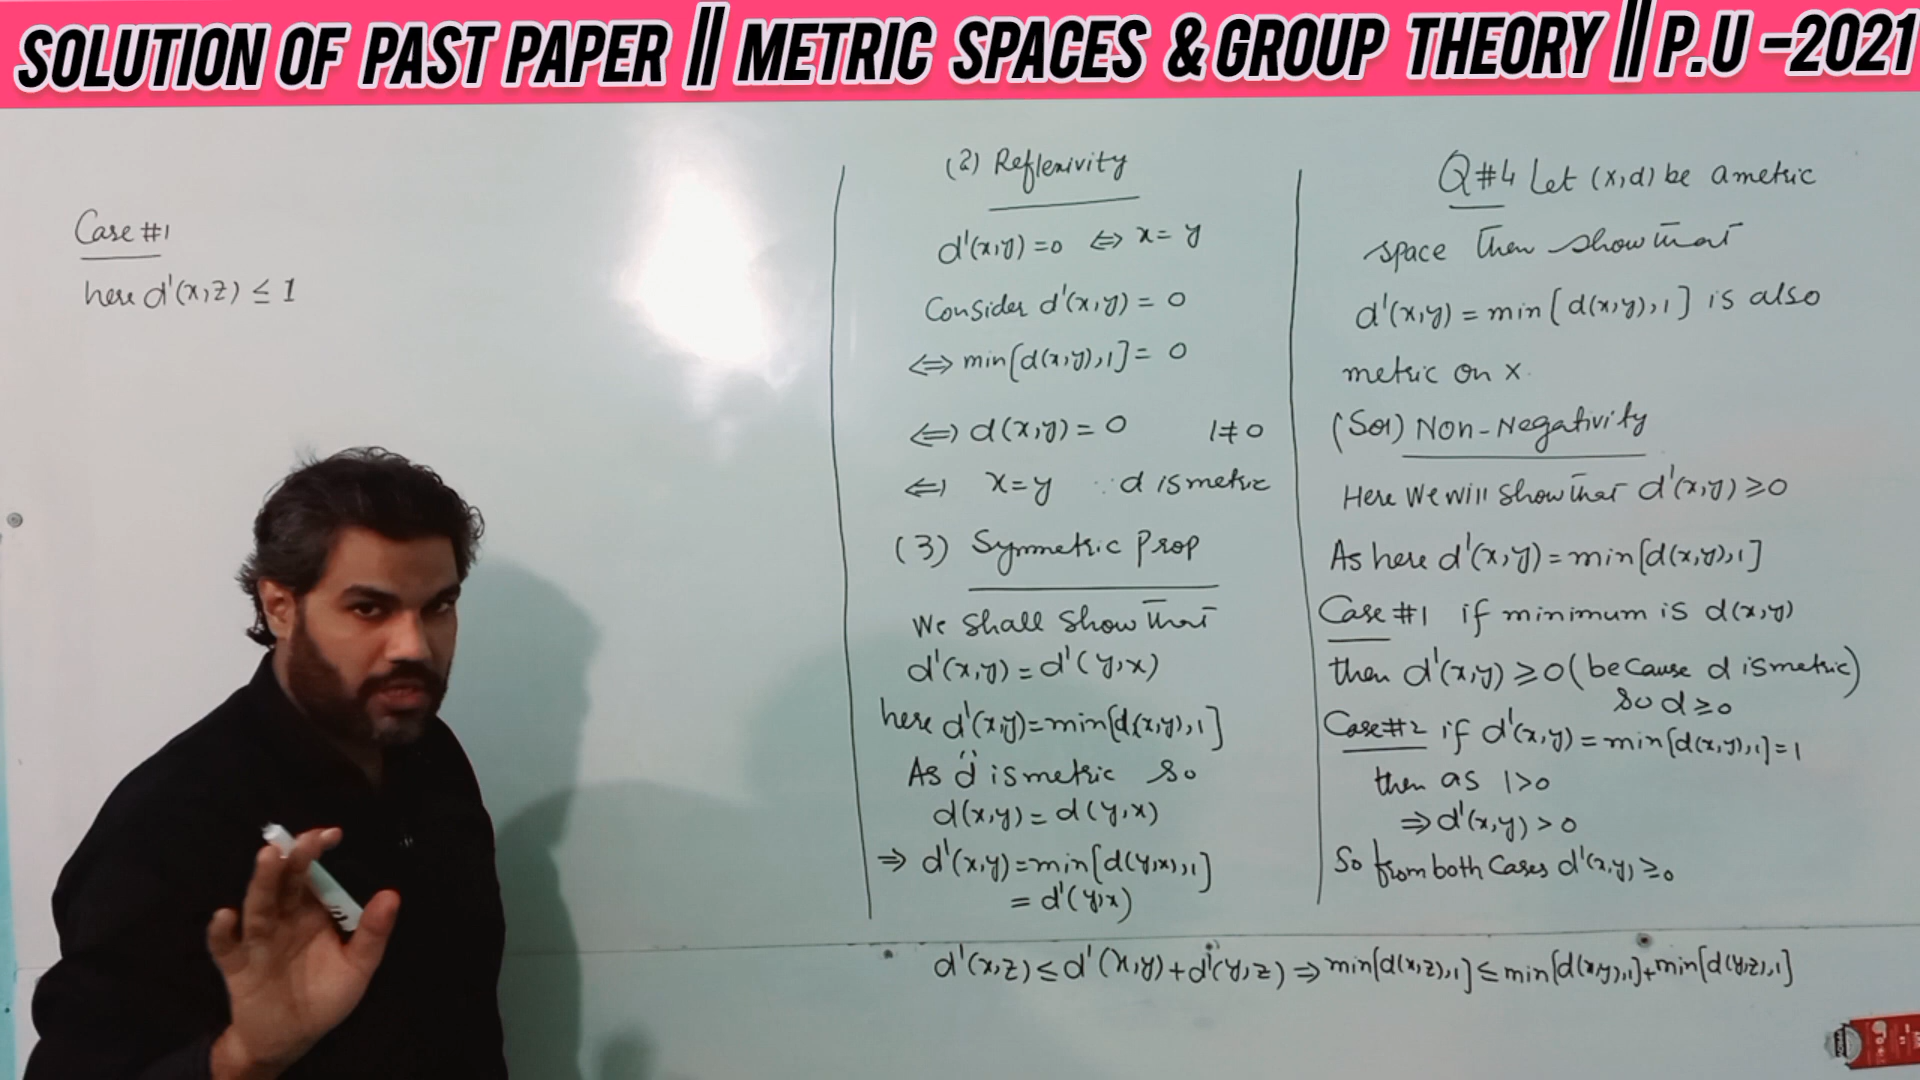 SOLUTION OF PAST PAPER || METRIC SPACES & GROUP THEORY || P.U -2021
Q#4 Let (x,d) be a metric
space then show that
d'(x,y) = min[d(x,y),1] is also
metric on x.
(Sol) Non-Negativity
Here we will show that d'(x,y) ≥ 0
As here d'(x,y) = min[d(x,y),1]
Case #1 if minimum is d(x,y)
then d'(x,y) ≥ 0 (because d is metric)
so d ≥ 0
Case #2 if d'(x,y) = min[d(x,y),1] = 1
then as 1 > 0
⇒ d'(x,y) > 0
So from both Cases d'(x,y) ≥ 0
(2) Reflexivity
d'(x,y) = 0 ⇔ x = y
Consider d'(x,y) = 0
⇔ min[d(x,y),1] = 0
⇔ d(x,y) = 0 1 ≠ 0
⇔ x = y ∵ d is metric
(3) Symmetric Prop
We shall show that
d'(x,y) = d'(y,x)
here d'(x,y) = min[d(x,y),1]
As "d" is metric so
d(x,y) = d(y,x)
⇒ d'(x,y) = min[d(y,x),1]
= d'(y,x)
d'(x,z) ≤ d'(x,y) + d'(y,z) ⇒ min[d(x,z),1] ≤ min[d(x,y),1] + min[d(y,z),1]
Case #1
here d'(x,z) ≤ 1